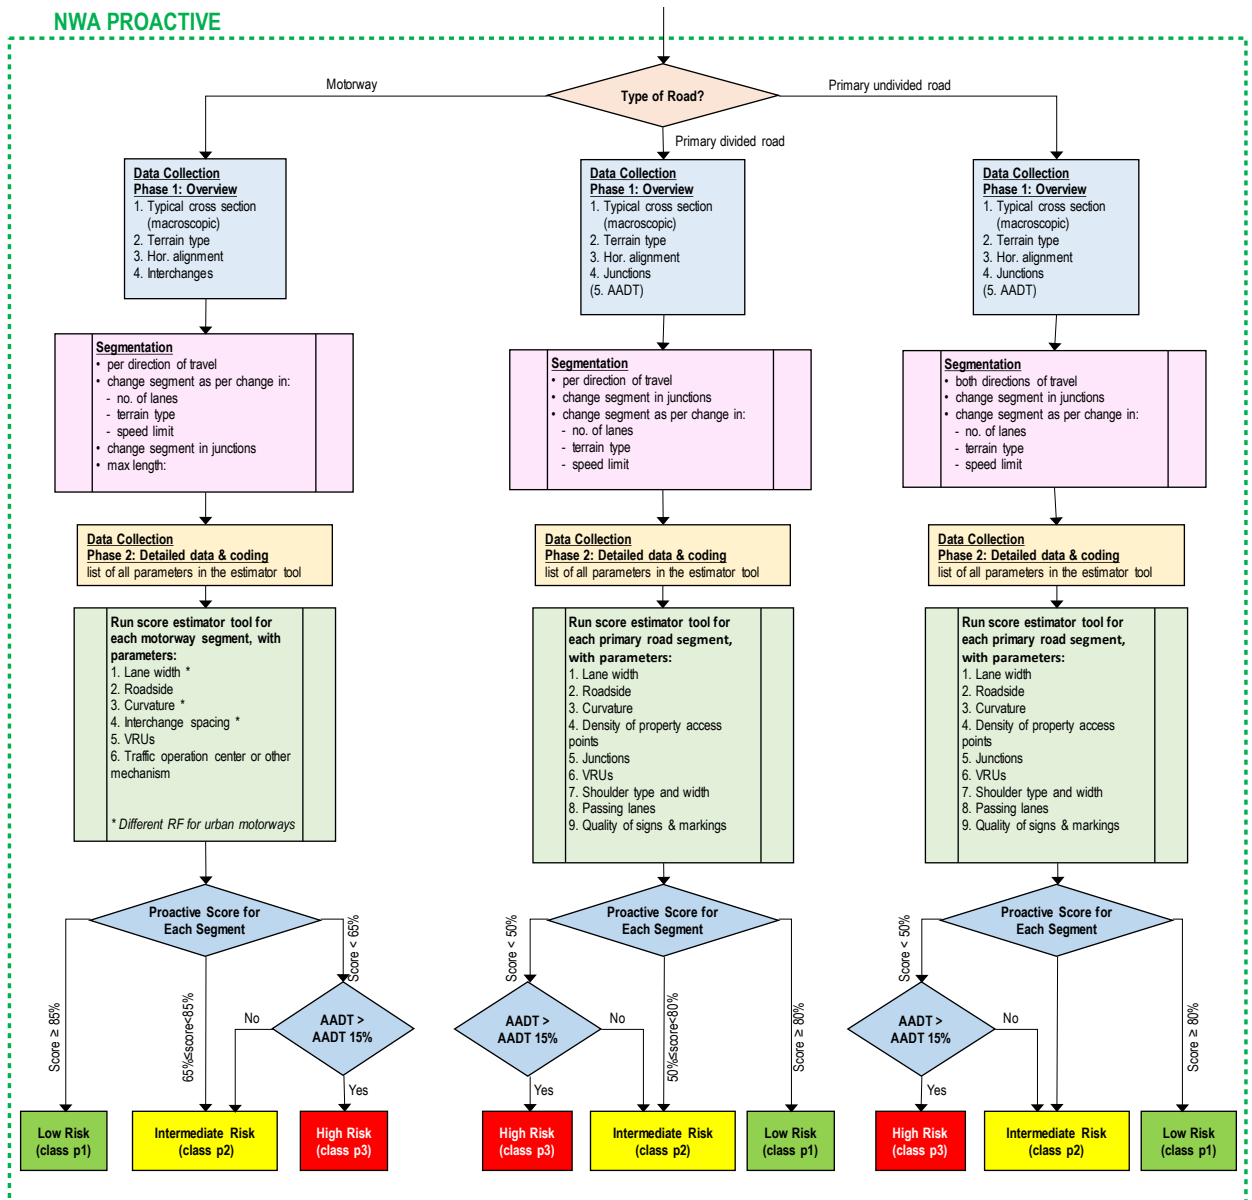 NWA PROACTIVE
Type of Road?
Motorway
Primary divided road
Primary undivided road
Data Collection
Phase 1: Overview
1. Typical cross section
(macroscopic)
2. Terrain type
3. Hor. alignment
4. Interchanges
Data Collection
Phase 1: Overview
1. Typical cross section
(macroscopic)
2. Terrain type
3. Hor. alignment
4. Junctions
(5. AADT)
Data Collection
Phase 1: Overview
1. Typical cross section
(macroscopic)
2. Terrain type
3. Hor. alignment
4. Junctions
(5. AADT)
Segmentation
• per direction of travel
• change segment as per change in:
- no. of lanes
- terrain type
- speed limit
• change segment in junctions
• max length:
Segmentation
• per direction of travel
• change segment in junctions
• change segment as per change in:
- no. of lanes
- terrain type
- speed limit
Segmentation
• both directions of travel
• change segment in junctions
• change segment as per change in:
- no. of lanes
- terrain type
- speed limit
Data Collection
Phase 2: Detailed data & coding
list of all parameters in the estimator tool
Data Collection
Phase 2: Detailed data & coding
list of all parameters in the estimator tool
Data Collection
Phase 2: Detailed data & coding
list of all parameters in the estimator tool
Run score estimator tool for
each motorway segment, with
parameters:
1. Lane width *
2. Roadside
3. Curvature *
4. Interchange spacing *
5. VRUs
6. Traffic operation center or other
mechanism
* Different RF for urban motorways
Run score estimator tool for
each primary road segment,
with parameters:
1. Lane width
2. Roadside
3. Curvature
4. Density of property access
points
5. Junctions
6. VRUs
7. Shoulder type and width
8. Passing lanes
9. Quality of signs & markings
Run score estimator tool for
each primary road segment,
with parameters:
1. Lane width
2. Roadside
3. Curvature
4. Density of property access
points
5. Junctions
6. VRUs
7. Shoulder type and width
8. Passing lanes
9. Quality of signs & markings
Proactive Score for
Each Segment
Score ≥ 85%
65%≤score<85%
Score < 65%
AADT >
AADT 15%
No
Yes
Low Risk
(class p1)
Intermediate Risk
(class p2)
High Risk
(class p3)
Proactive Score for
Each Segment
Score < 50%
50%≤score<80%
Score ≥ 80%
AADT >
AADT 15%
No
Yes
High Risk
(class p3)
Intermediate Risk
(class p2)
Low Risk
(class p1)
Proactive Score for
Each Segment
Score < 50%
Score ≥ 80%
AADT >
AADT 15%
No
Yes
High Risk
(class p3)
Intermediate Risk
(class p2)
Low Risk
(class p1)